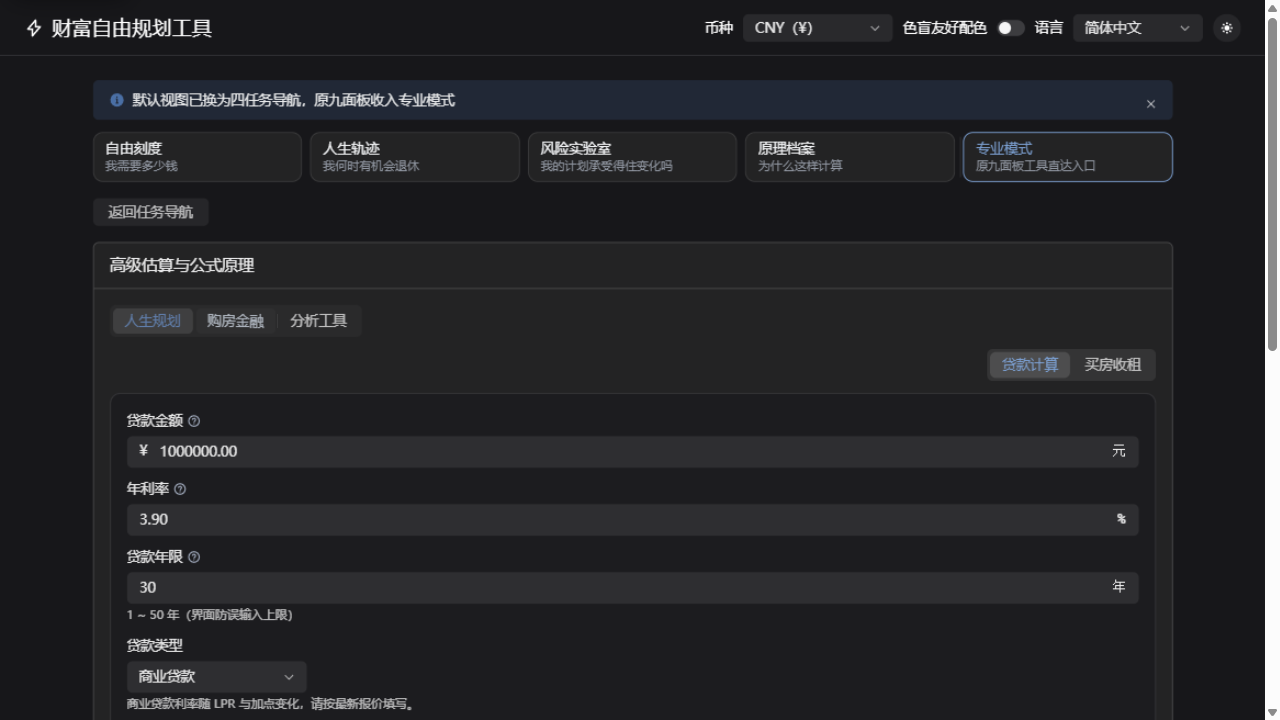 财富自由规划工具
币种 CNY (¥) 色盲友好配色 语言 简体中文
默认视图已换为四任务导航，原九面板收入专业模式
自由刻度
我需要多少钱
人生轨迹
我何时有机会退休
风险实验室
我的计划承受得住变化吗
原理档案
为什么这样计算
专业模式
原九面板工具直达入口
返回任务导航
高级估算与公式原理
人生规划 购房金融 分析工具
贷款计算 买房收租
贷款金额
¥ 1000000.00 元
年利率
3.90 %
贷款年限
30 年
1 ~ 50 年（界面防误输入上限）
贷款类型
商业贷款
商业贷款利率随 LPR 与加点变化，请按最新报价填写。